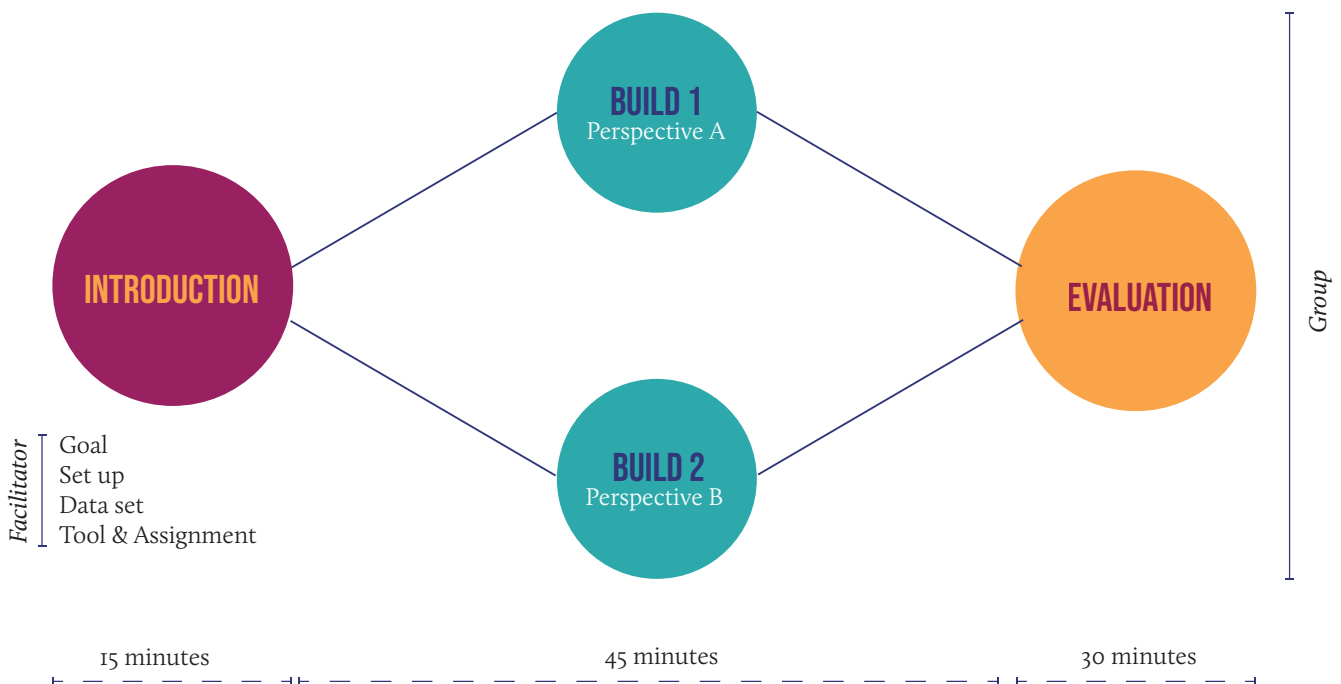 BUILD 1
Perspective A
INTRODUCTION
EVALUATION
Group
Facilitator
Goal
Set up
Data set
Tool & Assignment
BUILD 2
Perspective B
15 minutes
45 minutes
30 minutes